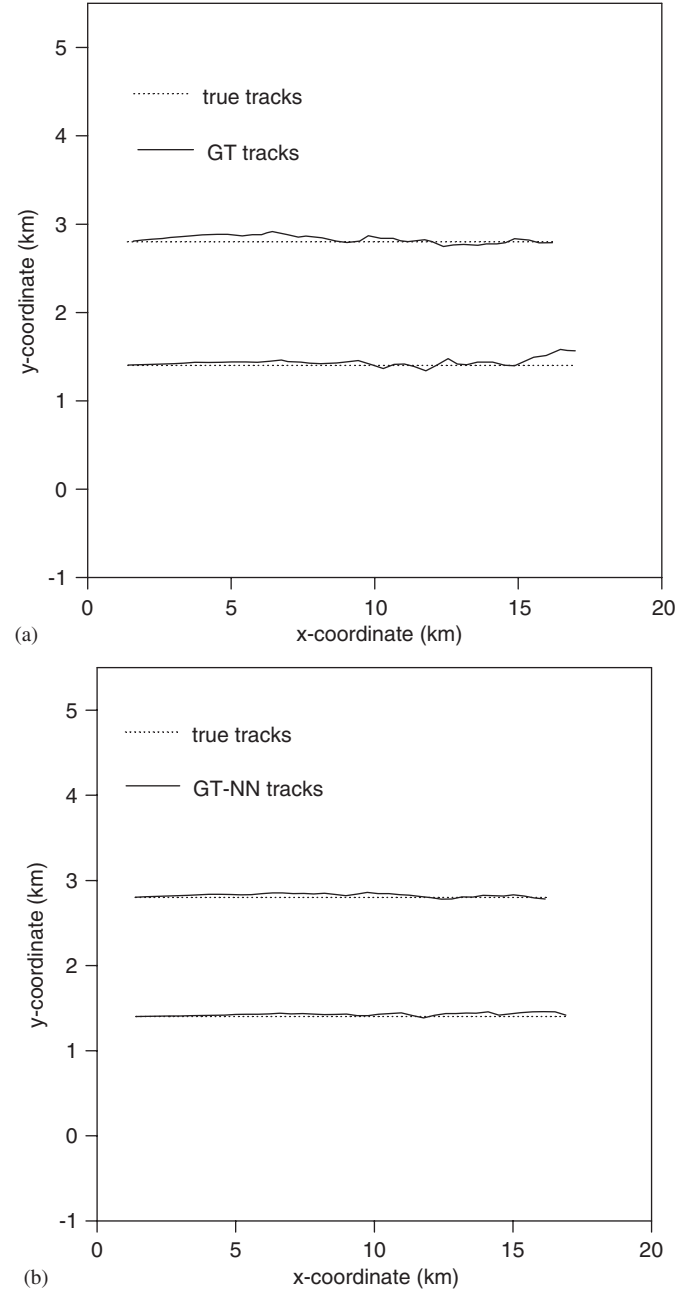 5
4
3
2
1
0
-1
y-coordinate (km)
true tracks
GT tracks
0 5 10 15 20
x-coordinate (km)
(a)
5
4
3
2
1
0
-1
y-coordinate (km)
true tracks
GT-NN tracks
0 5 10 15 20
x-coordinate (km)
(b)